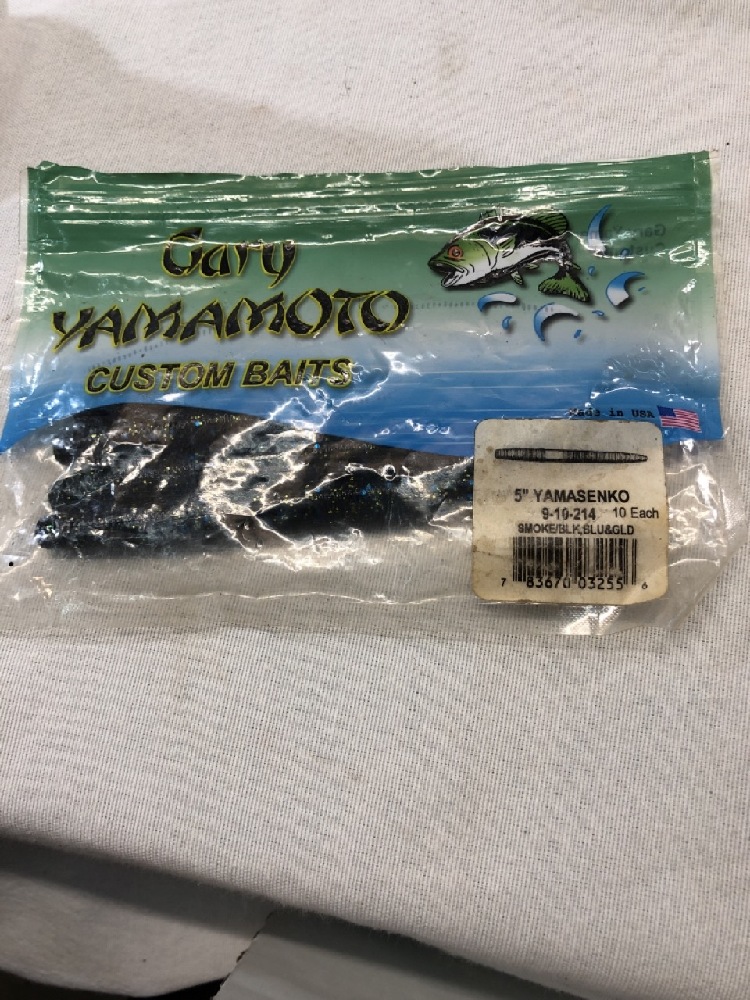 Gary
YAMAMOTO
CUSTOM BAITS
Made in USA
5" YAMASENKO
9-10-214 10 Each
SMOKE/BLK,BLU&GLD
7 83670 03255 6